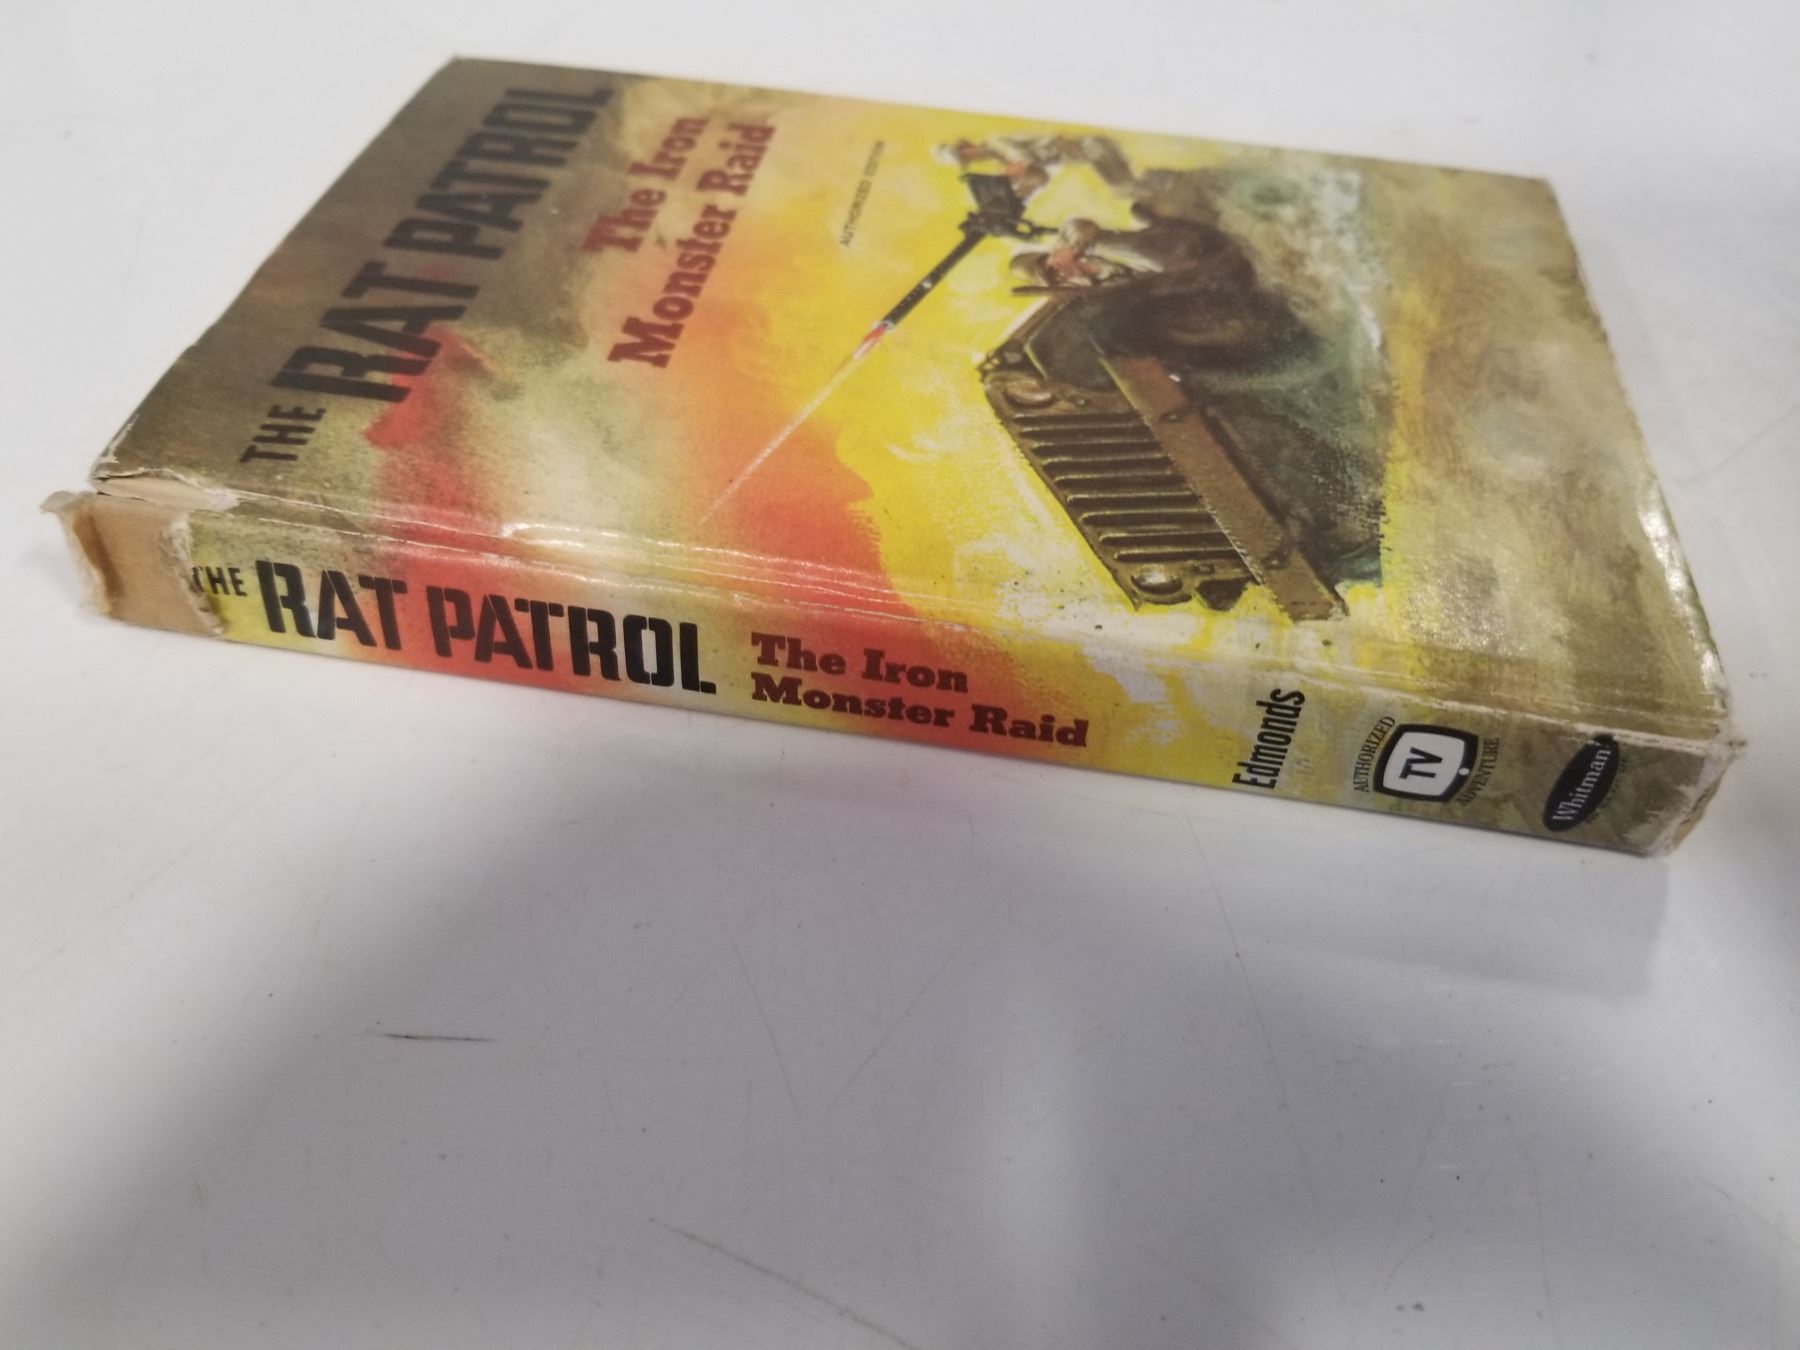 THE RAT PATROL
The Iron
Monster Raid
AUTHORIZED EDITION
THE RAT PATROL
The Iron
Monster Raid
Edmonds
AUTHORIZED
TV
ADVENTURE
Whitman